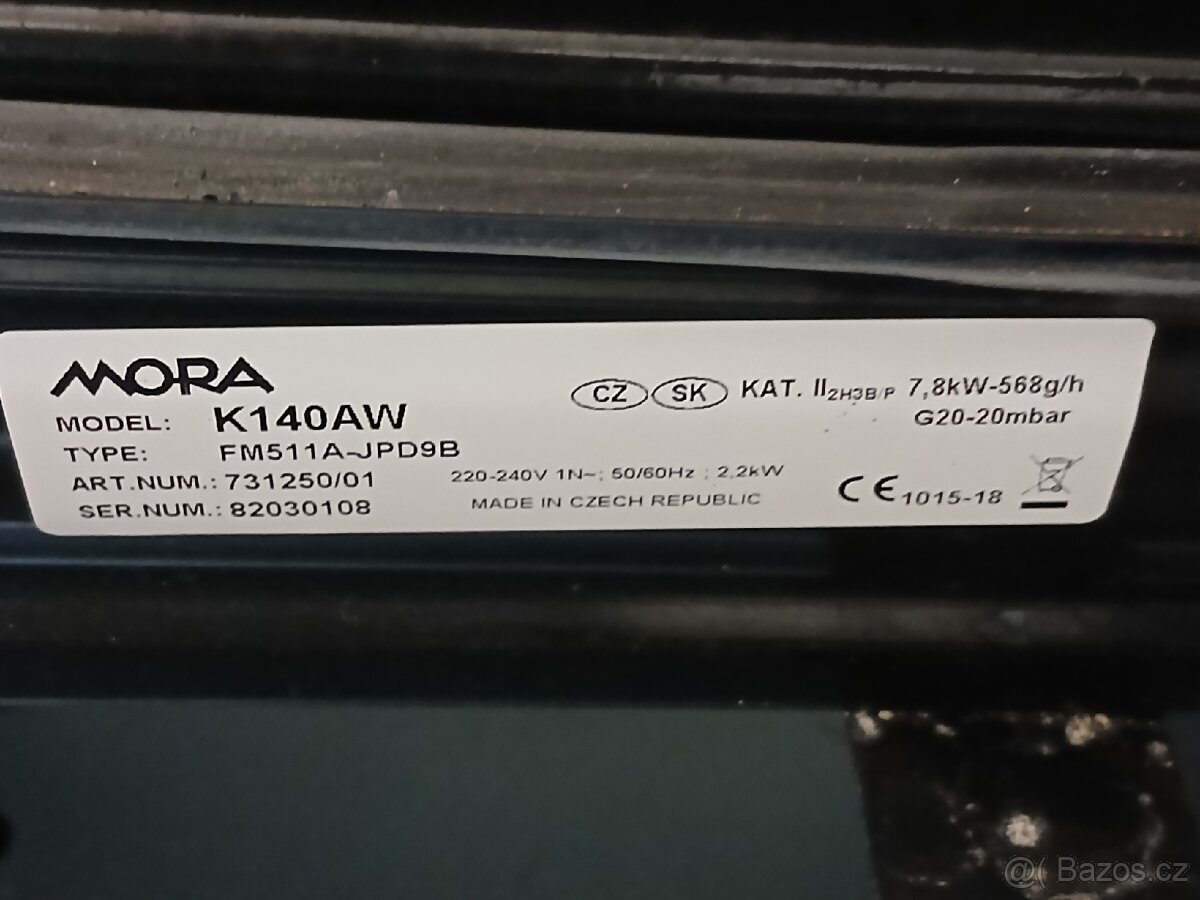 MORA
MODEL: K140AW
TYPE: FM511A-JPD9B
ART.NUM.: 731250/01
SER.NUM.: 82030108
CZ SK KAT. II2H3B/P 7,8kW-568g/h
G20-20mbar
220-240V 1N~; 50/60Hz ; 2,2kW
MADE IN CZECH REPUBLIC
CE 1015-18
@( Bazos.cz